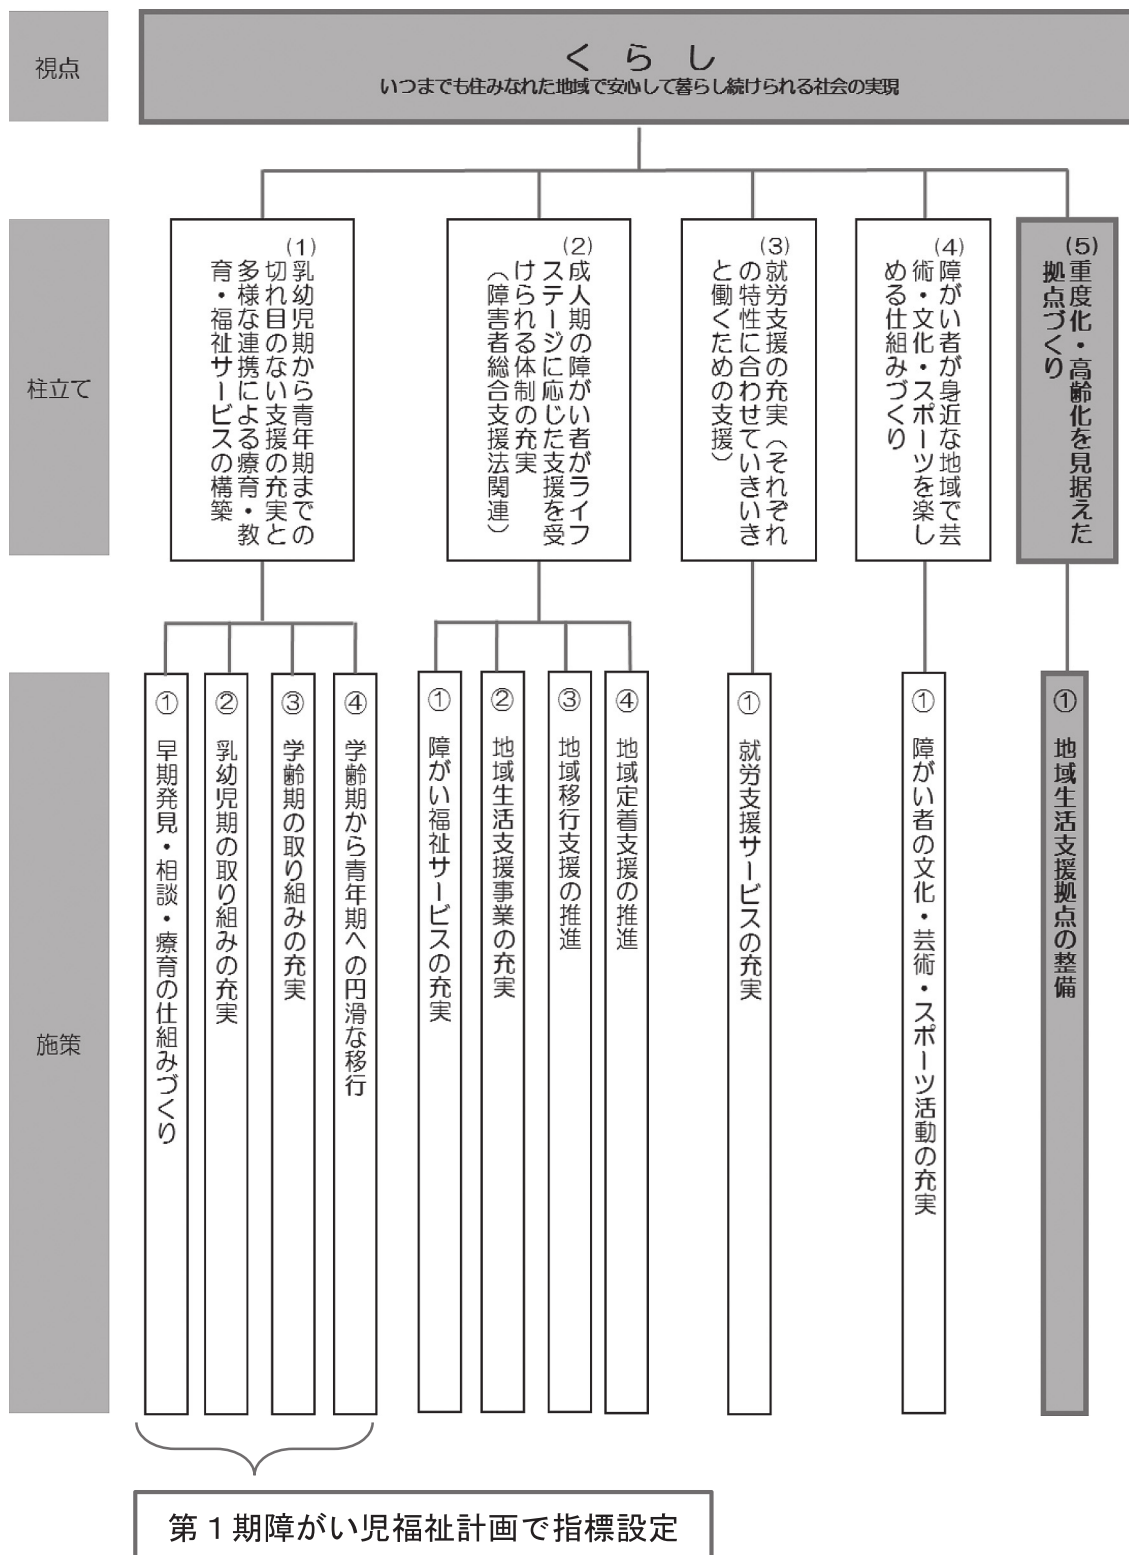 視点
くらし
いつまでも住みなれた地域で安心して暮らし続けられる社会の実現
柱立て
(1)乳幼児期から青年期までの
切れ目のない支援の充実と
多様な連携による療育・教
育・福祉サービスの構築
(2)成人期の障がい者がライフ
ステージに応じた支援を受
けられる体制の充実
（障害者総合支援法関連）
(3)就労支援の充実（それぞれ
の特性に合わせていきいき
と働くための支援）
(4)障がい者が身近な地域で芸
術・文化・スポーツを楽し
める仕組みづくり
(5)重度化・高齢化を見据えた
拠点づくり
施策
① 早期発見・相談・療育の仕組みづくり
② 乳幼児期の取り組みの充実
③ 学齢期の取り組みの充実
④ 学齢期から青年期への円滑な移行
① 障がい福祉サービスの充実
② 地域生活支援事業の充実
③ 地域移行支援の推進
④ 地域定着支援の推進
① 就労支援サービスの充実
① 障がい者の文化・芸術・スポーツ活動の充実
① 地域生活支援拠点の整備
第１期障がい児福祉計画で指標設定